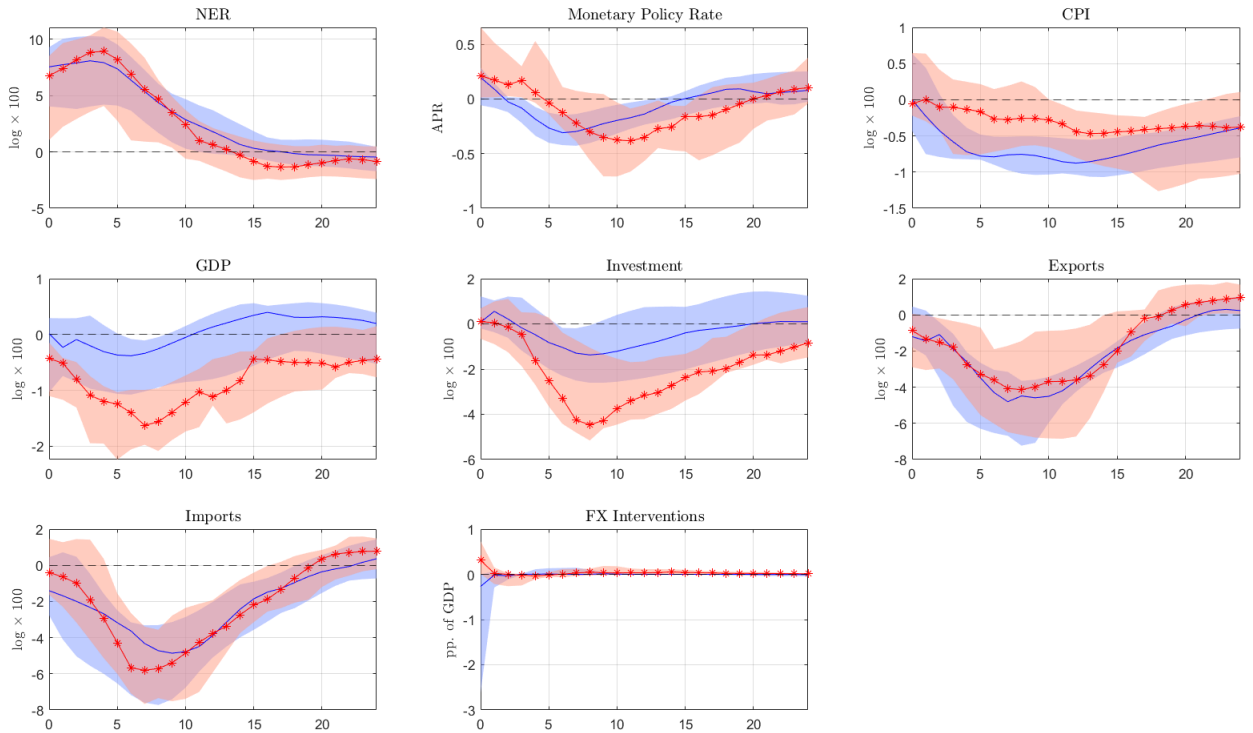 NER
10
5
0
-5
log × 100
0 5 10 15 20
Monetary Policy Rate
0.5
0
-0.5
-1
APR
0 5 10 15 20
CPI
1
0.5
0
-0.5
-1
-1.5
log × 100
0 5 10 15 20
GDP
1
0
-1
-2
log × 100
0 5 10 15 20
Investment
2
0
-2
-4
-6
log × 100
0 5 10 15 20
Exports
2
0
-2
-4
-6
-8
log × 100
0 5 10 15 20
Imports
2
0
-2
-4
-6
-8
log × 100
0 5 10 15 20
FX Interventions
1
0
-1
-2
-3
pp. of GDP
0 5 10 15 20